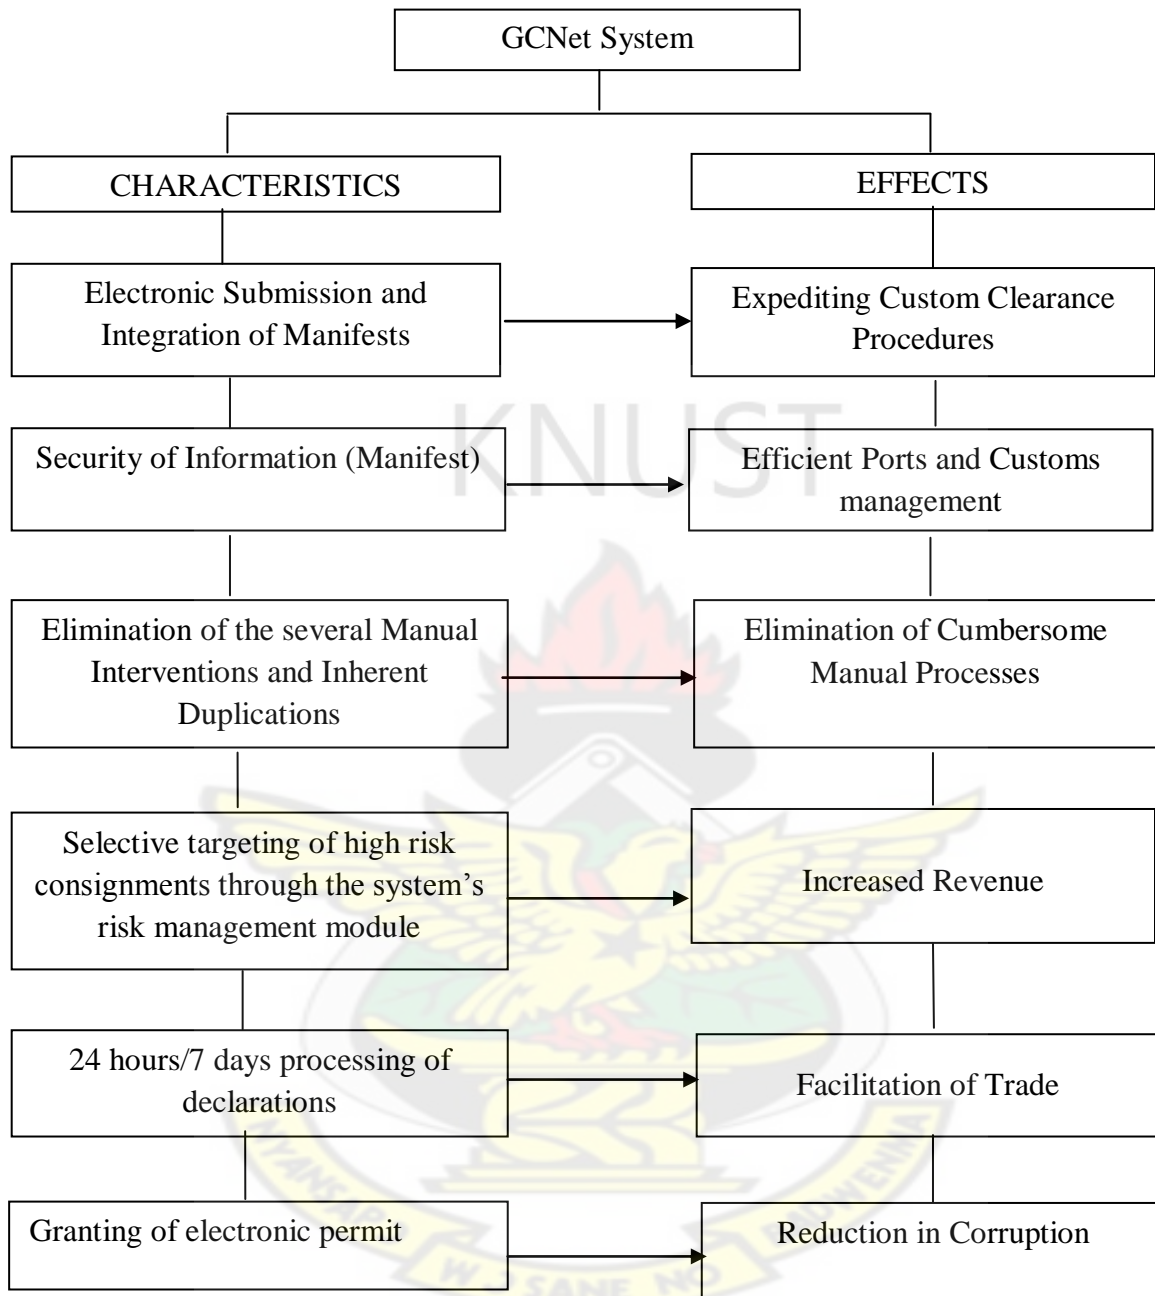 GCNet System
CHARACTERISTICS
EFFECTS
Electronic Submission and
Integration of Manifests
Expediting Custom Clearance
Procedures
KNUST
Security of Information (Manifest)
Efficient Ports and Customs
management
Elimination of the several Manual
Interventions and Inherent
Duplications
Elimination of Cumbersome
Manual Processes
Selective targeting of high risk
consignments through the system’s
risk management module
Increased Revenue
24 hours/7 days processing of
declarations
Facilitation of Trade
Granting of electronic permit
Reduction in Corruption
W SANE NO